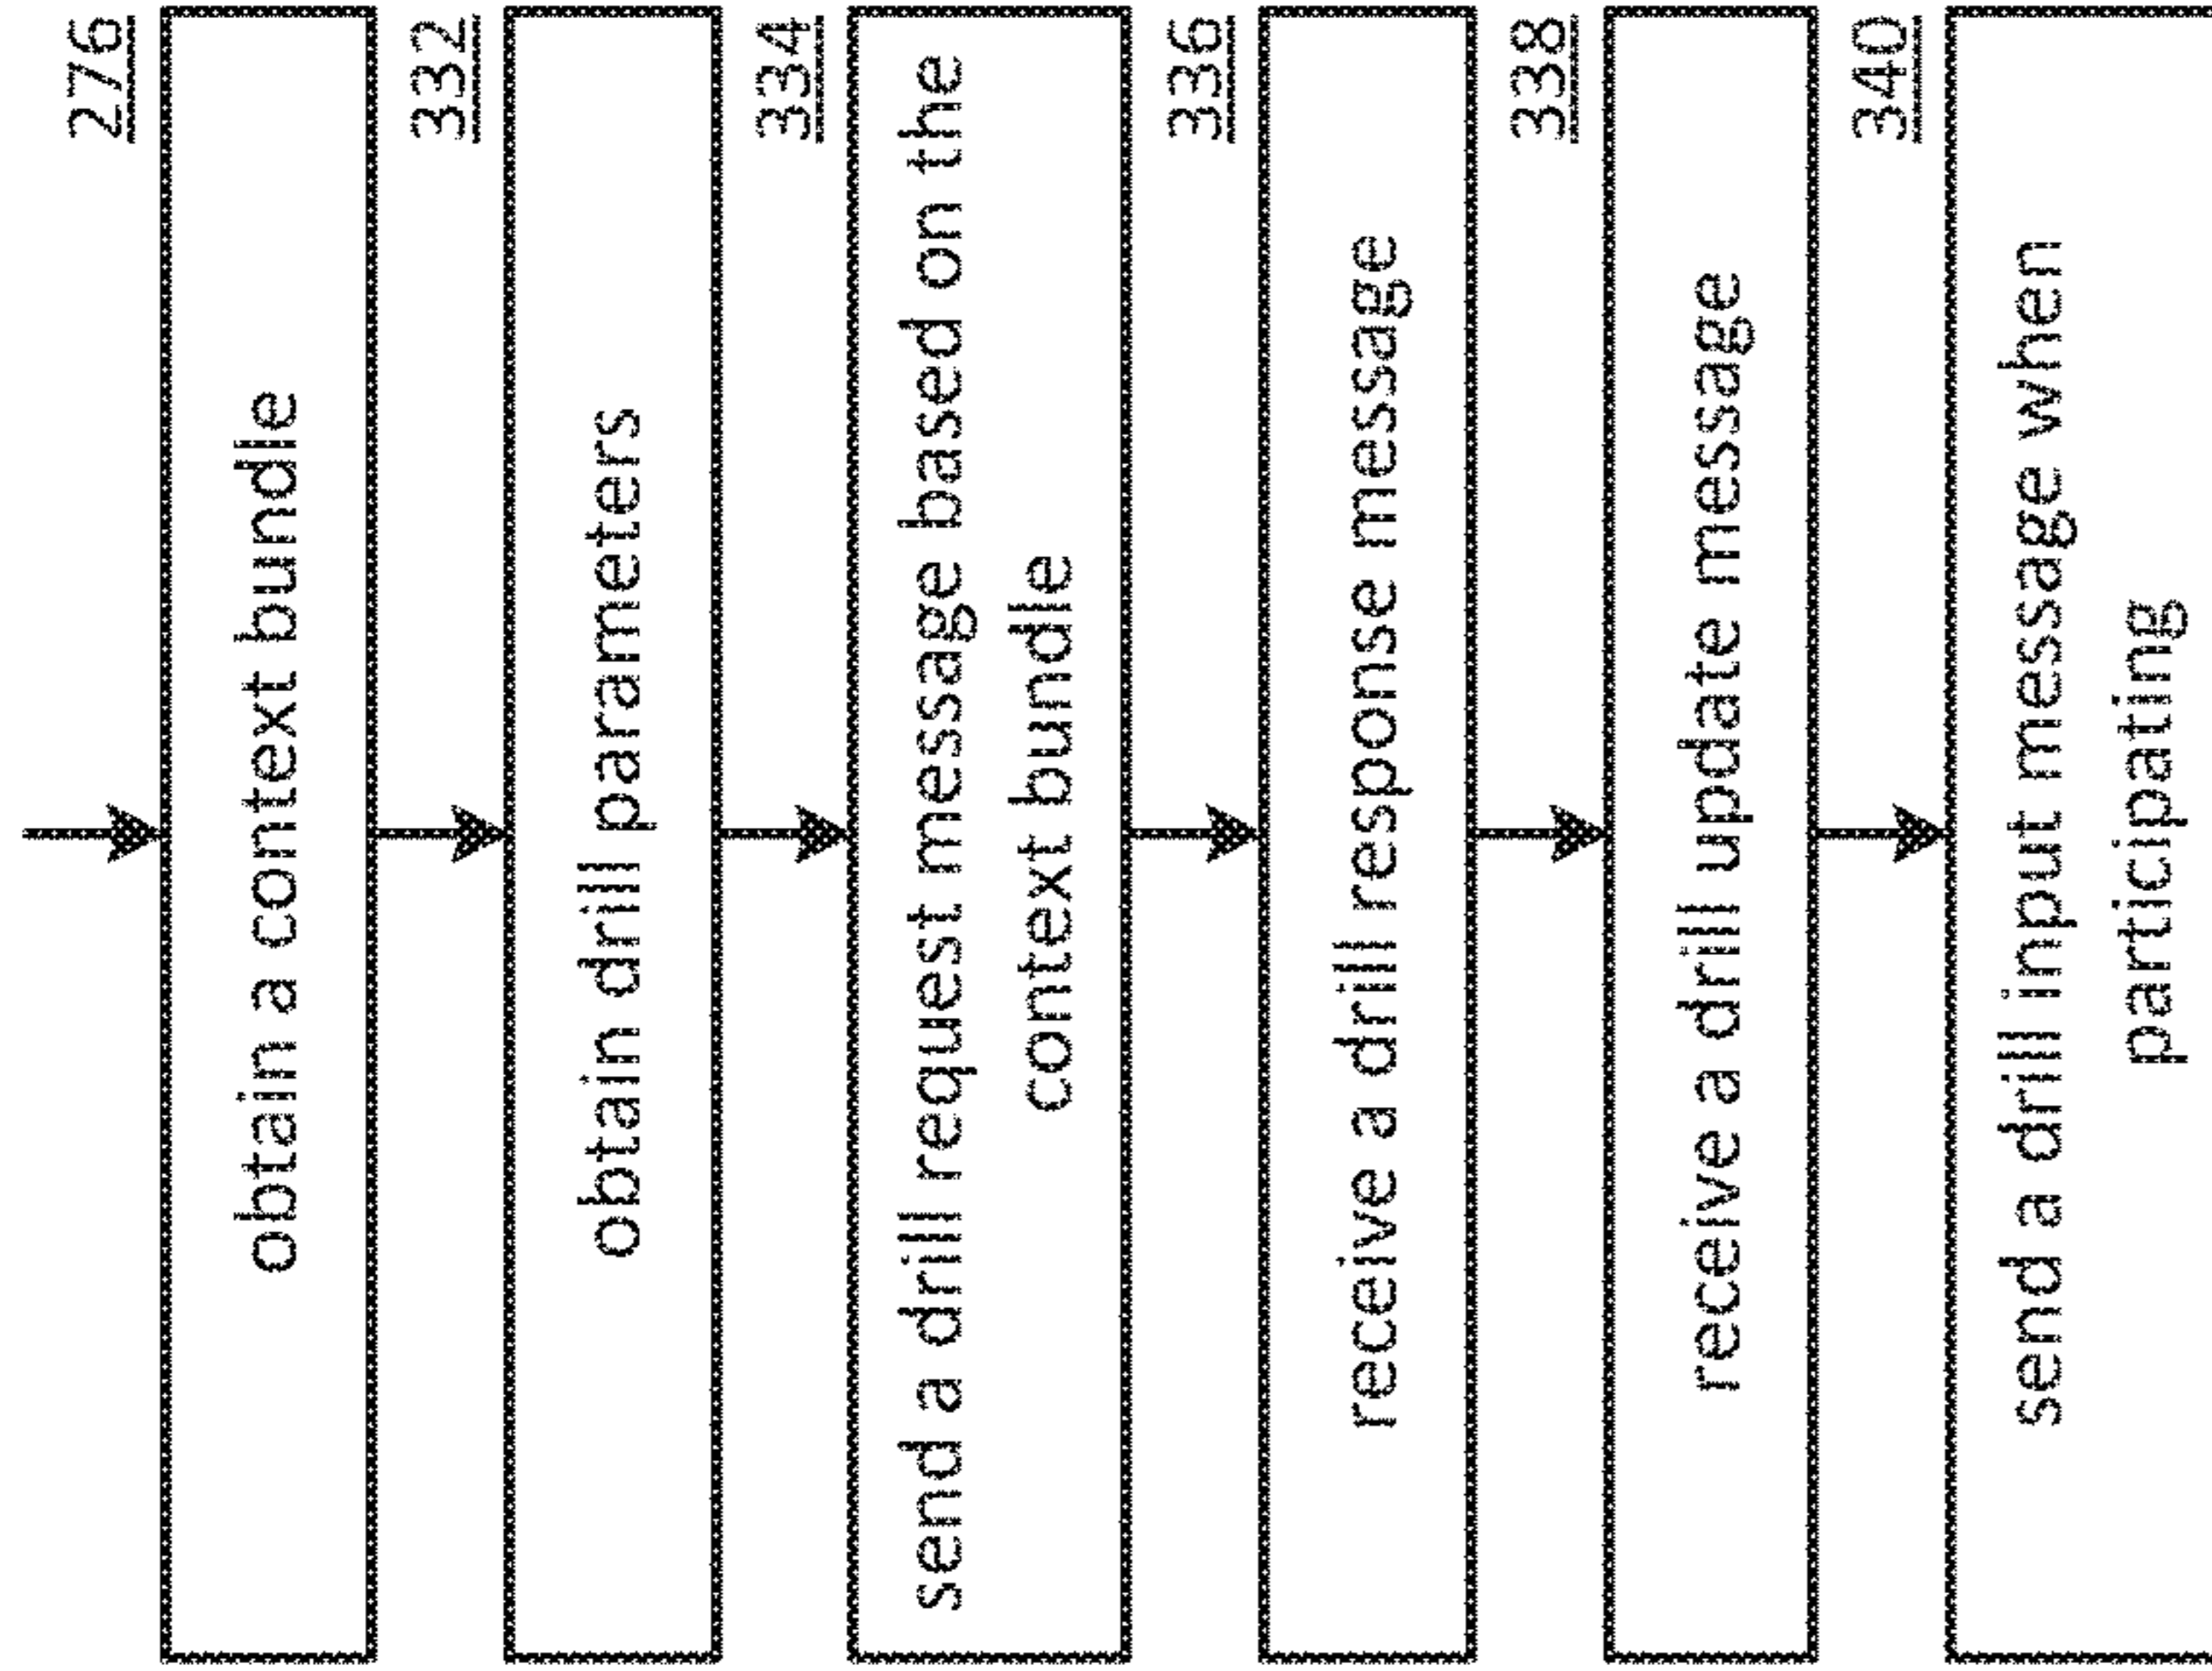 276
obtain a context bundle
332
obtain drill parameters
334
send a drill request message based on the
context bundle
336
receive a drill response message
338
receive a drill update message
340
send a drill input message when
participating